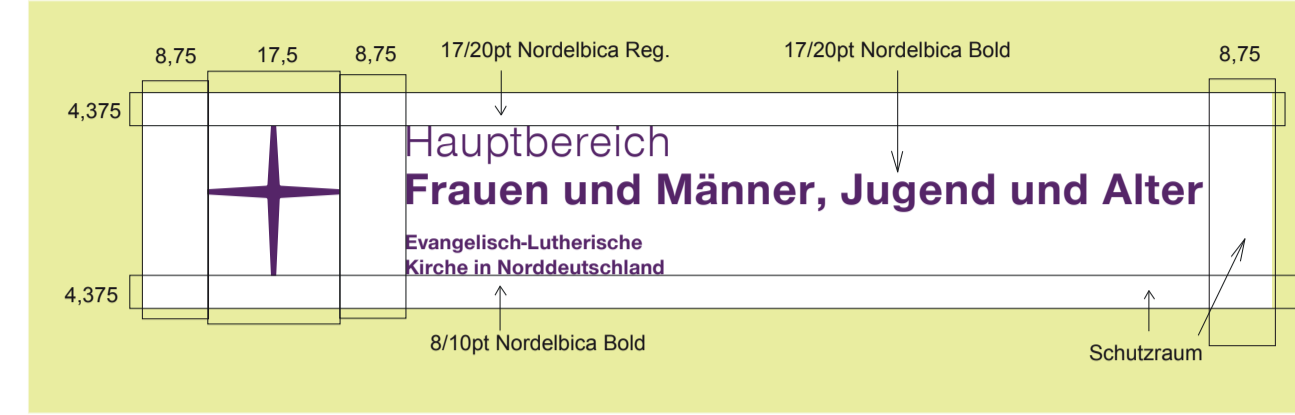 8,75 17,5 8,75 17/20pt Nordelbica Reg. 17/20pt Nordelbica Bold 8,75
4,375
Hauptbereich
Frauen und Männer, Jugend und Alter
Evangelisch-Lutherische
Kirche in Norddeutschland
4,375
8/10pt Nordelbica Bold
Schutzraum